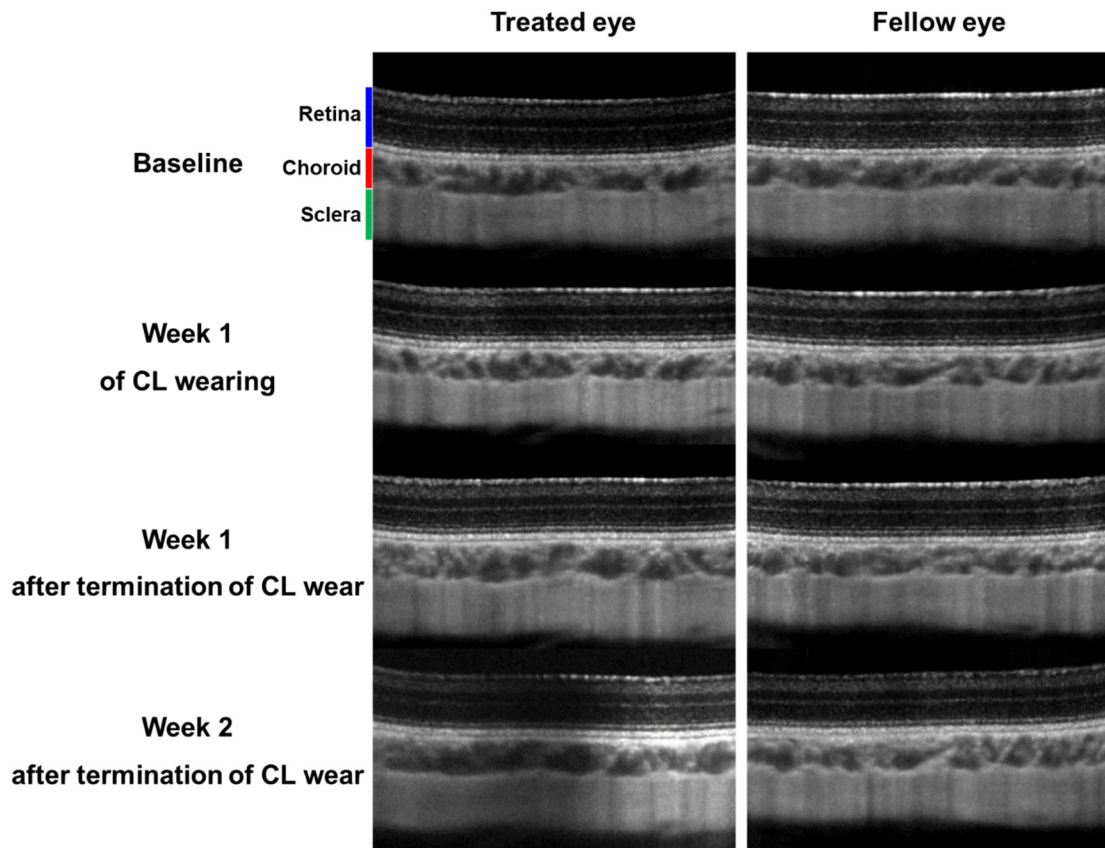 Treated eye
Fellow eye
Baseline
Retina
Choroid
Sclera
Week 1
of CL wearing
Week 1
after termination of CL wear
Week 2
after termination of CL wear